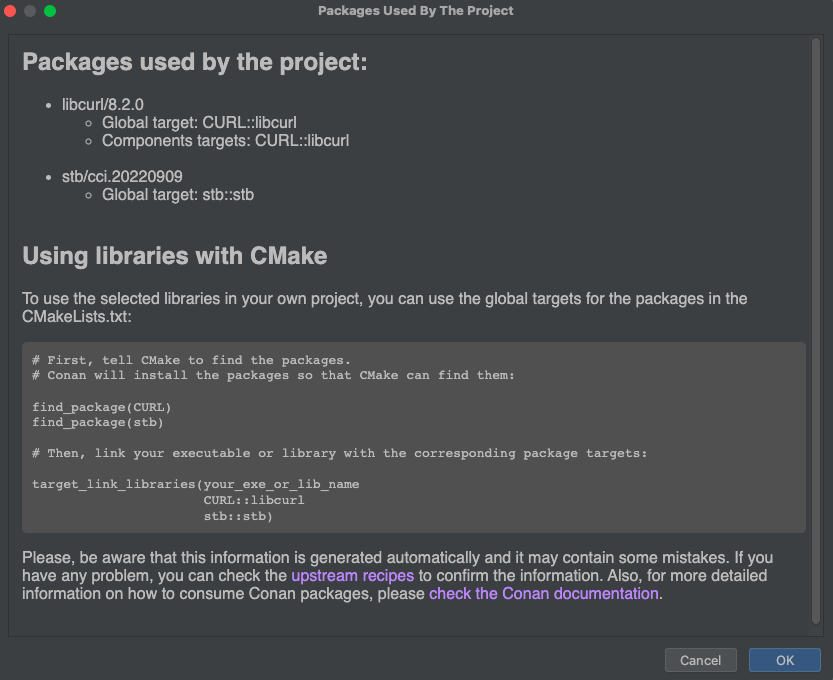 Packages Used By The Project
Packages used by the project:
• libcurl/8.2.0
◦ Global target: CURL::libcurl
◦ Components targets: CURL::libcurl
• stb/cci.20220909
◦ Global target: stb::stb
Using libraries with CMake
To use the selected libraries in your own project, you can use the global targets for the packages in the
CMakeLists.txt:
# First, tell CMake to find the packages.
# Conan will install the packages so that CMake can find them:
find_package(CURL)
find_package(stb)
# Then, link your executable or library with the corresponding package targets:
target_link_libraries(your_exe_or_lib_name
CURL::libcurl
stb::stb)
Please, be aware that this information is generated automatically and it may contain some mistakes. If you
have any problem, you can check the upstream recipes to confirm the information. Also, for more detailed
information on how to consume Conan packages, please check the Conan documentation.
Cancel OK